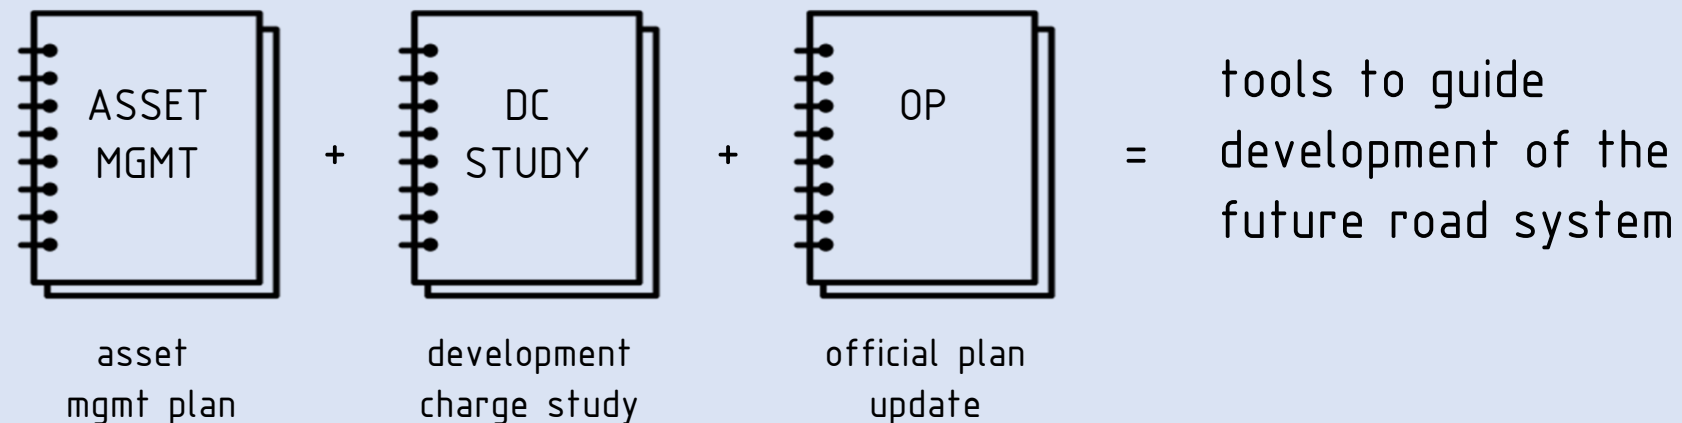 ASSET
MGMT
+
DC
STUDY
+
OP
=
tools to guide
development of the
future road system
asset
mgmt plan
development
charge study
official plan
update